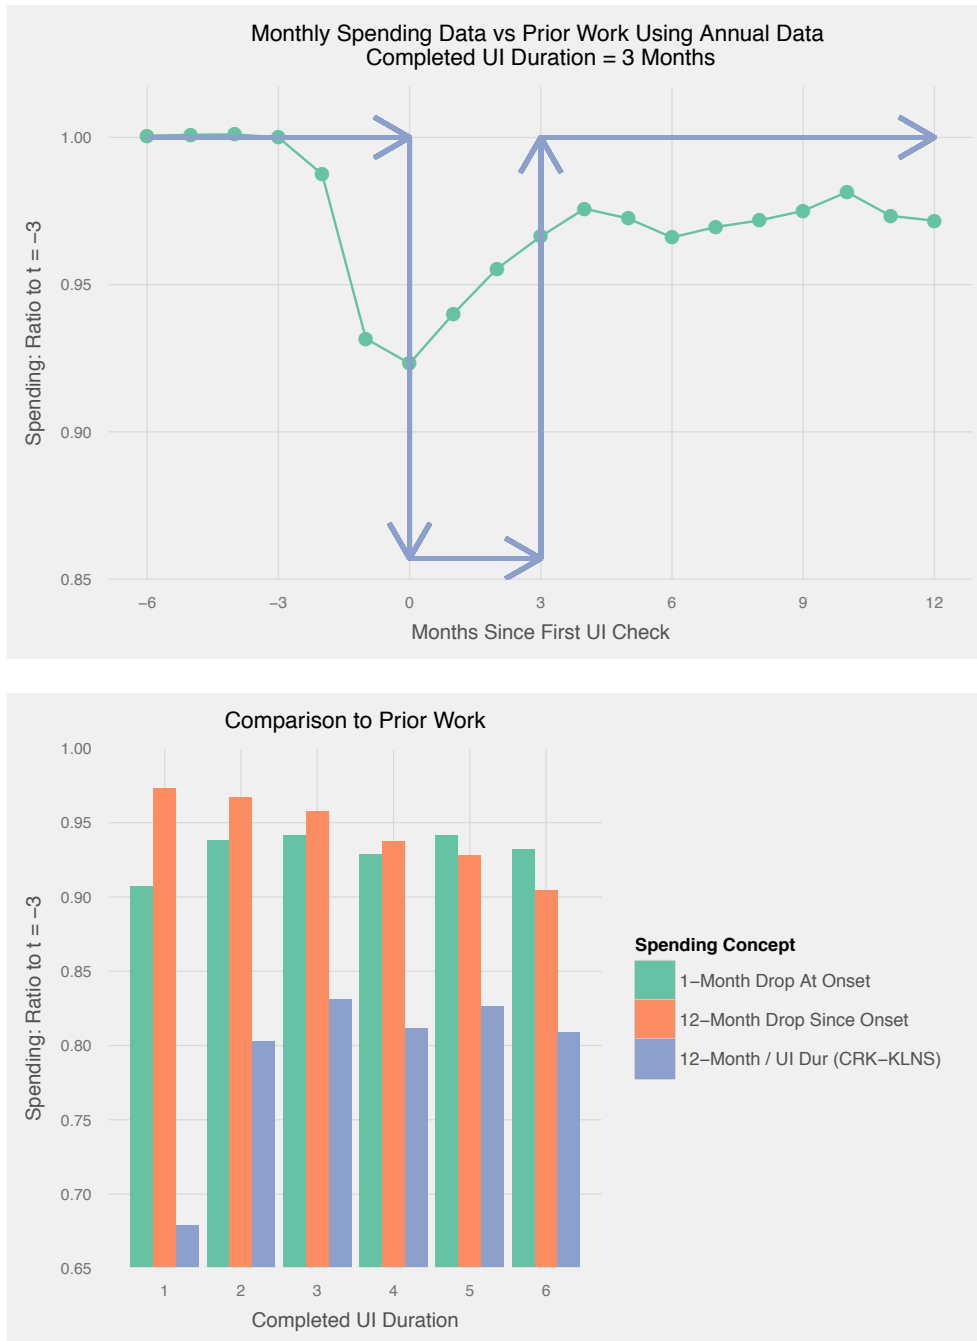 Monthly Spending Data vs Prior Work Using Annual Data
Completed UI Duration = 3 Months
Spending: Ratio to t = −3
1.00
0.95
0.90
0.85
−6
−3
0
3
6
9
12
Months Since First UI Check
Comparison to Prior Work
Spending: Ratio to t = −3
1.00
0.95
0.90
0.85
0.80
0.75
0.70
0.65
1
2
3
4
5
6
Completed UI Duration
Spending Concept
1−Month Drop At Onset
12−Month Drop Since Onset
12−Month / UI Dur (CRK−KLNS)